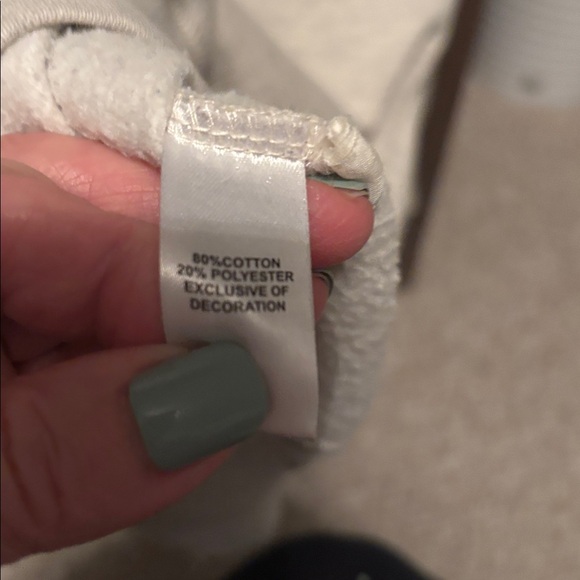 80%COTTON
20% POLYESTER
EXCLUSIVE OF
DECORATION